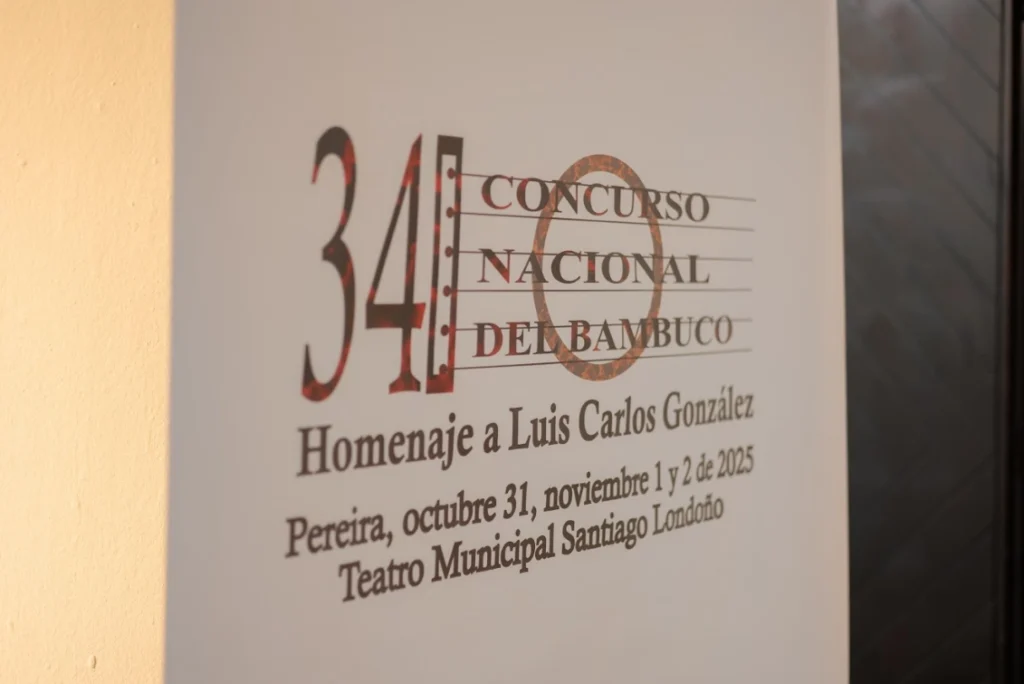 34
CONCURSO
NACIONAL
DEL BAMBUCO
Homenaje a Luis Carlos González
Pereira, octubre 31, noviembre 1 y 2 de 2025
Teatro Municipal Santiago Londoño